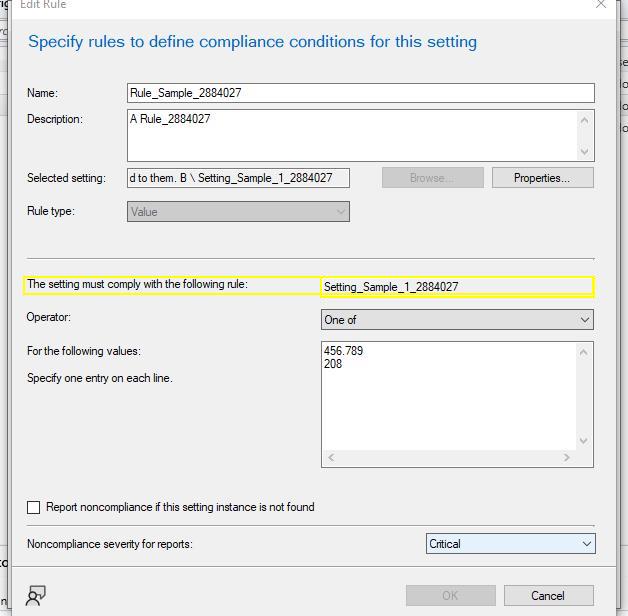 Edit Rule
Specify rules to define compliance conditions for this setting
Name:
Rule_Sample_2884027
Description:
A Rule_2884027
Selected setting:
d to them. B \ Setting_Sample_1_2884027
Browse...
Properties...
Rule type:
Value
The setting must comply with the following rule:
Setting_Sample_1_2884027
Operator:
One of
For the following values:
456.789
208
Specify one entry on each line.
Report noncompliance if this setting instance is not found
Noncompliance severity for reports:
Critical
OK
Cancel